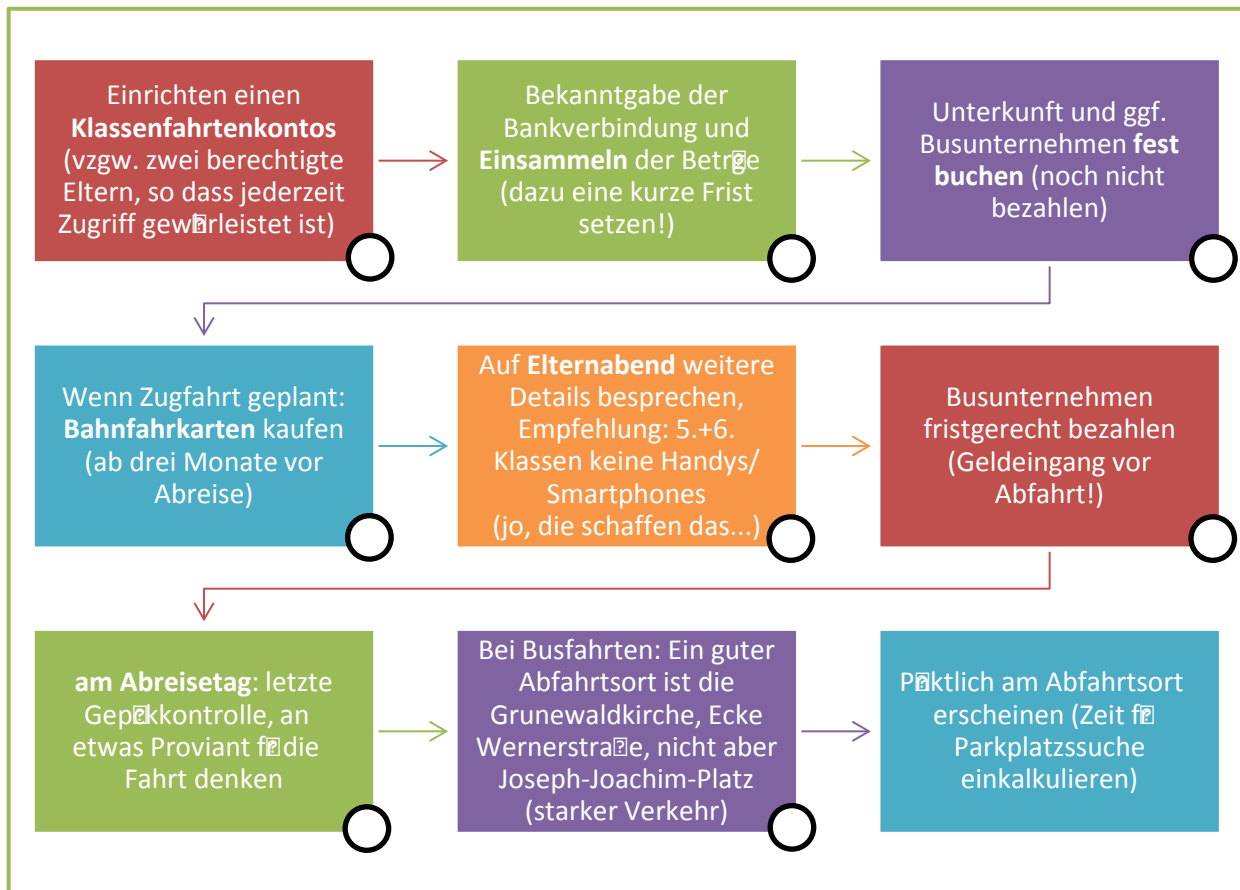 Einrichten einen
Klassenfahrtenkontos
(vzgw. zwei berechtigte
Eltern, so dass jederzeit
Zugriff gew�rleistet ist)
Bekanntgabe der
Bankverbindung und
Einsammeln der Betr�ge
(dazu eine kurze Frist
setzen!)
Unterkunft und ggf.
Busunternehmen fest
buchen (noch nicht
bezahlen)
Wenn Zugfahrt geplant:
Bahnfahrkarten kaufen
(ab drei Monate vor
Abreise)
Auf Elternabend weitere
Details besprechen,
Empfehlung: 5.+6.
Klassen keine Handys/
Smartphones
(jo, die schaffen das...)
Busunternehmen
fristgerecht bezahlen
(Geldeingang vor
Abfahrt!)
am Abreisetag: letzte
Gep�kkontrolle, an
etwas Proviant f� die
Fahrt denken
Bei Busfahrten: Ein guter
Abfahrtsort ist die
Grunewaldkirche, Ecke
Wernerstra�e, nicht aber
Joseph-Joachim-Platz
(starker Verkehr)
P�ktlich am Abfahrtsort
erscheinen (Zeit f�
Parkplatzssuche
einkalkulieren)